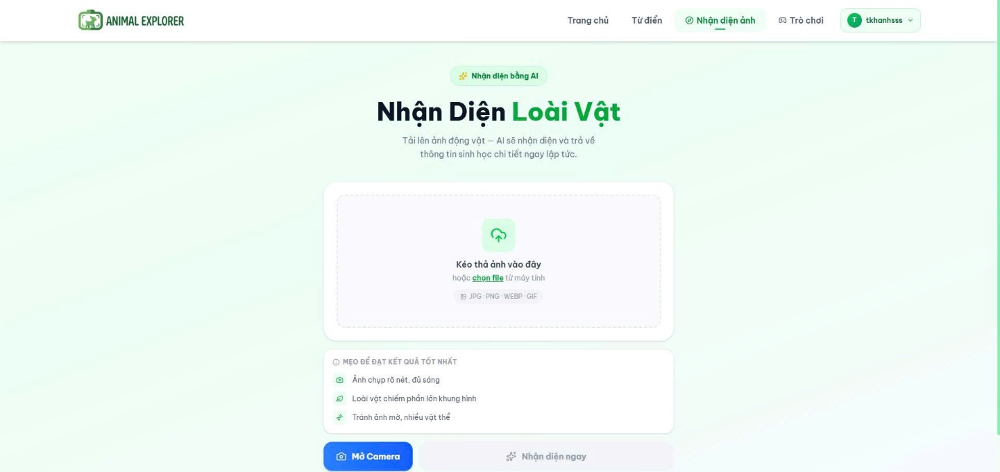 ANIMAL EXPLORER
Trang chủ
Từ điển
Nhận diện ảnh
Trò chơi
T
tkhanhsss
Nhận diện bằng AI
Nhận Diện Loài Vật
Tải lên ảnh động vật — AI sẽ nhận diện và trả về
thông tin sinh học chi tiết ngay lập tức.
Kéo thả ảnh vào đây
hoặc chọn file từ máy tính
JPG · PNG · WEBP · GIF
MẸO ĐỂ ĐẠT KẾT QUẢ TỐT NHẤT
Ảnh chụp rõ nét, đủ sáng
Loài vật chiếm phần lớn khung hình
Tránh ảnh mờ, nhiều vật thể
Mở Camera
Nhận diện ngay